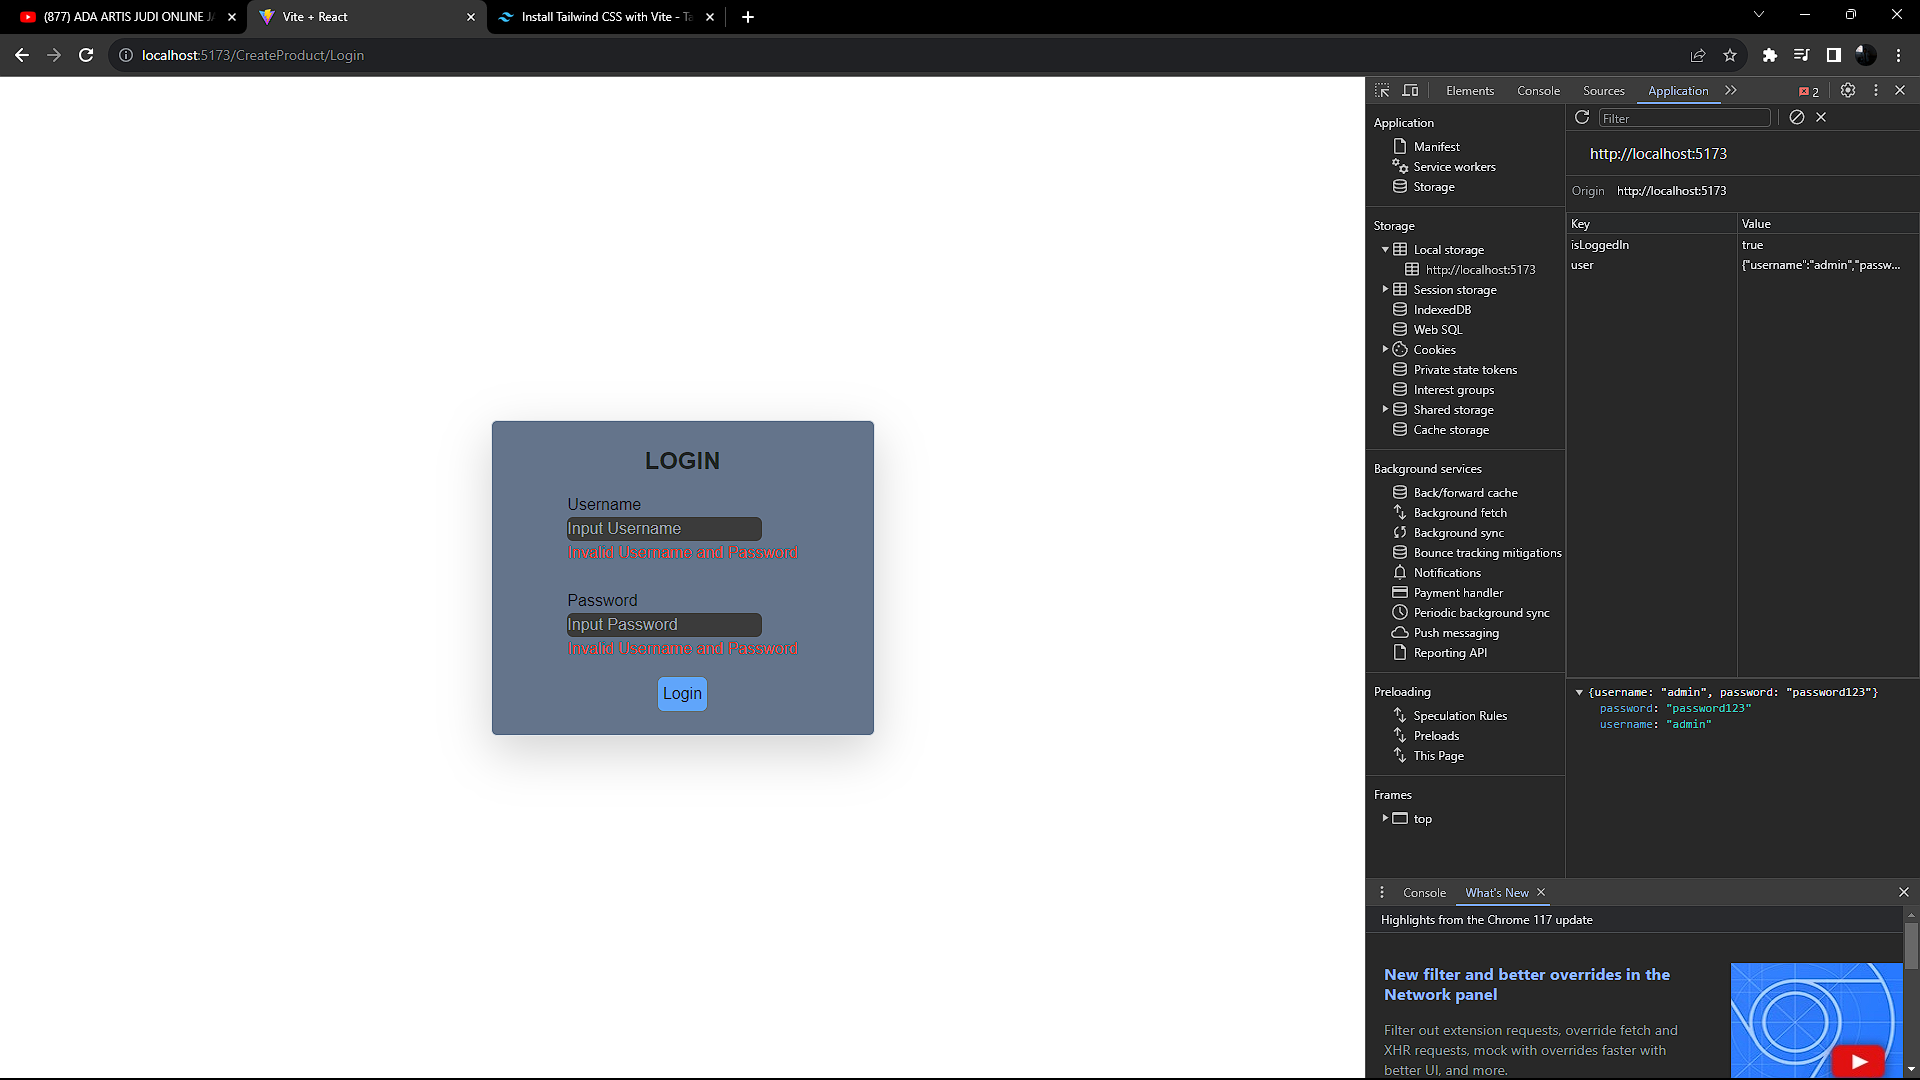 (877) ADA ARTIS JUDI ONLINE
Vite + React
Install Tailwind CSS with Vite -
localhost:5173/CreateProduct/Login
LOGIN
Username
Input Username
Invalid Username and Password
Password
Input Password
Invalid Username and Password
Login
Elements
Console
Sources
Application
2
Application
Manifest
Service workers
Storage
Storage
Local storage
http://localhost:5173
Session storage
IndexedDB
Web SQL
Cookies
Private state tokens
Interest groups
Shared storage
Cache storage
Background services
Back/forward cache
Background fetch
Background sync
Bounce tracking mitigations
Notifications
Payment handler
Periodic background sync
Push messaging
Reporting API
Preloading
Speculation Rules
Preloads
This Page
Frames
top
Filter
http://localhost:5173
Origin http://localhost:5173
Key Value
isLoggedIn true
user {"username":"admin","passw...
{username: "admin", password: "password123"}
password: "password123"
username: "admin"
Console
What's New
Highlights from the Chrome 117 update
New filter and better overrides in the
Network panel
Filter out extension requests, override fetch and
XHR requests, mock with overrides faster with
better UI, and more.